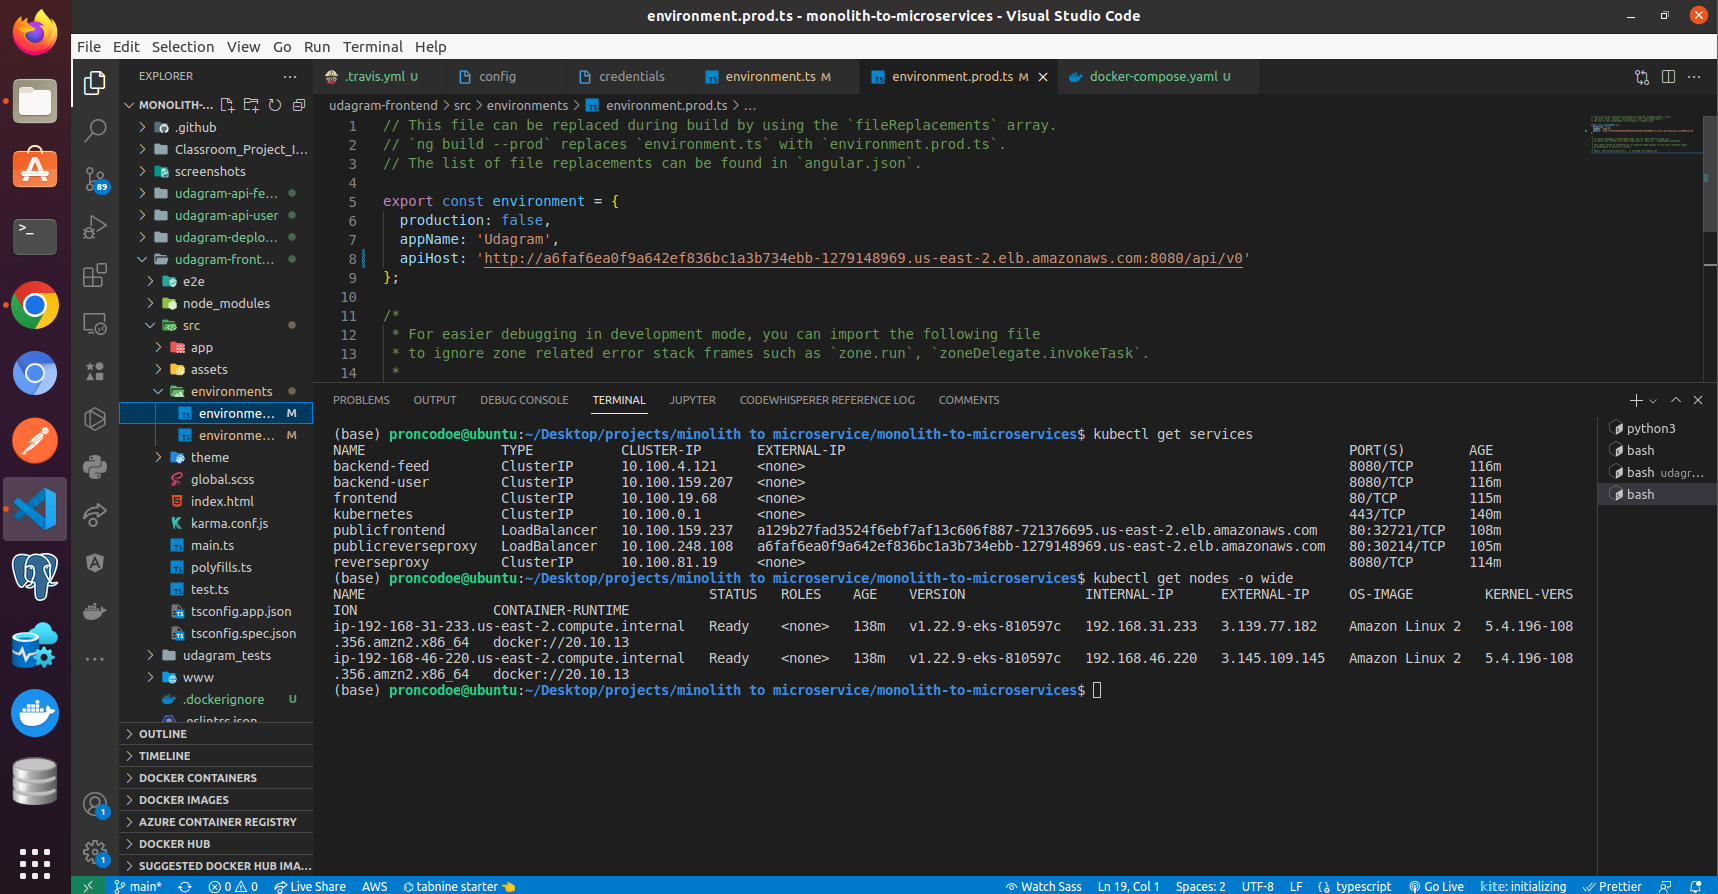 environment.prod.ts - monolith-to-microservices - Visual Studio Code
File Edit Selection View Go Run Terminal Help
EXPLORER
MONOLITH-...
.github
Classroom_Project_I...
screenshots
udagram-api-fe...
udagram-api-user
udagram-deplo...
udagram-front...
e2e
node_modules
src
app
assets
environments
environme... M
environme... M
theme
global.scss
index.html
karma.conf.js
main.ts
polyfills.ts
test.ts
tsconfig.app.json
tsconfig.spec.json
udagram_tests
www
.dockerignore U
.eslintrc.json
OUTLINE
TIMELINE
DOCKER CONTAINERS
DOCKER IMAGES
AZURE CONTAINER REGISTRY
DOCKER HUB
SUGGESTED DOCKER HUB IMA...
89
1
1
.travis.yml U config credentials environment.ts M environment.prod.ts M docker-compose.yaml U
udagram-frontend > src > environments > environment.prod.ts > ...
1 // This file can be replaced during build by using the `fileReplacements` array.
2 // `ng build --prod` replaces `environment.ts` with `environment.prod.ts`.
3 // The list of file replacements can be found in `angular.json`.
4
5 export const environment = {
6 production: false,
7 appName: 'Udagram',
8 apiHost: 'http://a6faf6ea0f9a642ef836bc1a3b734ebb-1279148969.us-east-2.elb.amazonaws.com:8080/api/v0'
9 };
10
11 /*
12 * For easier debugging in development mode, you can import the following file
13 * to ignore zone related error stack frames such as `zone.run`, `zoneDelegate.invokeTask`.
14 *
PROBLEMS OUTPUT DEBUG CONSOLE TERMINAL JUPYTER CODEWHISPERER REFERENCE LOG COMMENTS
(base) proncodoe@ubuntu:~/Desktop/projects/minolith to microservice/monolith-to-microservices$ kubectl get services
NAME TYPE CLUSTER-IP EXTERNAL-IP PORT(S) AGE
backend-feed ClusterIP 10.100.4.121 <none> 8080/TCP 116m
backend-user ClusterIP 10.100.159.207 <none> 8080/TCP 116m
frontend ClusterIP 10.100.19.68 <none> 80/TCP 115m
kubernetes ClusterIP 10.100.0.1 <none> 443/TCP 140m
publicfrontend LoadBalancer 10.100.159.237 a129b27fad3524f6ebf7af13c606f887-721376695.us-east-2.elb.amazonaws.com 80:32721/TCP 108m
publicreverseproxy LoadBalancer 10.100.248.108 a6faf6ea0f9a642ef836bc1a3b734ebb-1279148969.us-east-2.elb.amazonaws.com 80:30214/TCP 105m
reverseproxy ClusterIP 10.100.81.19 <none> 8080/TCP 114m
(base) proncodoe@ubuntu:~/Desktop/projects/minolith to microservice/monolith-to-microservices$ kubectl get nodes -o wide
NAME STATUS ROLES AGE VERSION INTERNAL-IP EXTERNAL-IP OS-IMAGE KERNEL-VERS
ION CONTAINER-RUNTIME
ip-192-168-31-233.us-east-2.compute.internal Ready <none> 138m v1.22.9-eks-810597c 192.168.31.233 3.139.77.182 Amazon Linux 2 5.4.196-108
.356.amzn2.x86_64 docker://20.10.13
ip-192-168-46-220.us-east-2.compute.internal Ready <none> 138m v1.22.9-eks-810597c 192.168.46.220 3.145.109.145 Amazon Linux 2 5.4.196-108
.356.amzn2.x86_64 docker://20.10.13
(base) proncodoe@ubuntu:~/Desktop/projects/minolith to microservice/monolith-to-microservices$
python3
bash
bash udagr...
bash
main* 0 0 Live Share AWS tabnine starter Watch Sass Ln 19, Col 1 Spaces: 2 UTF-8 LF typescript Go Live kite: initializing Prettier